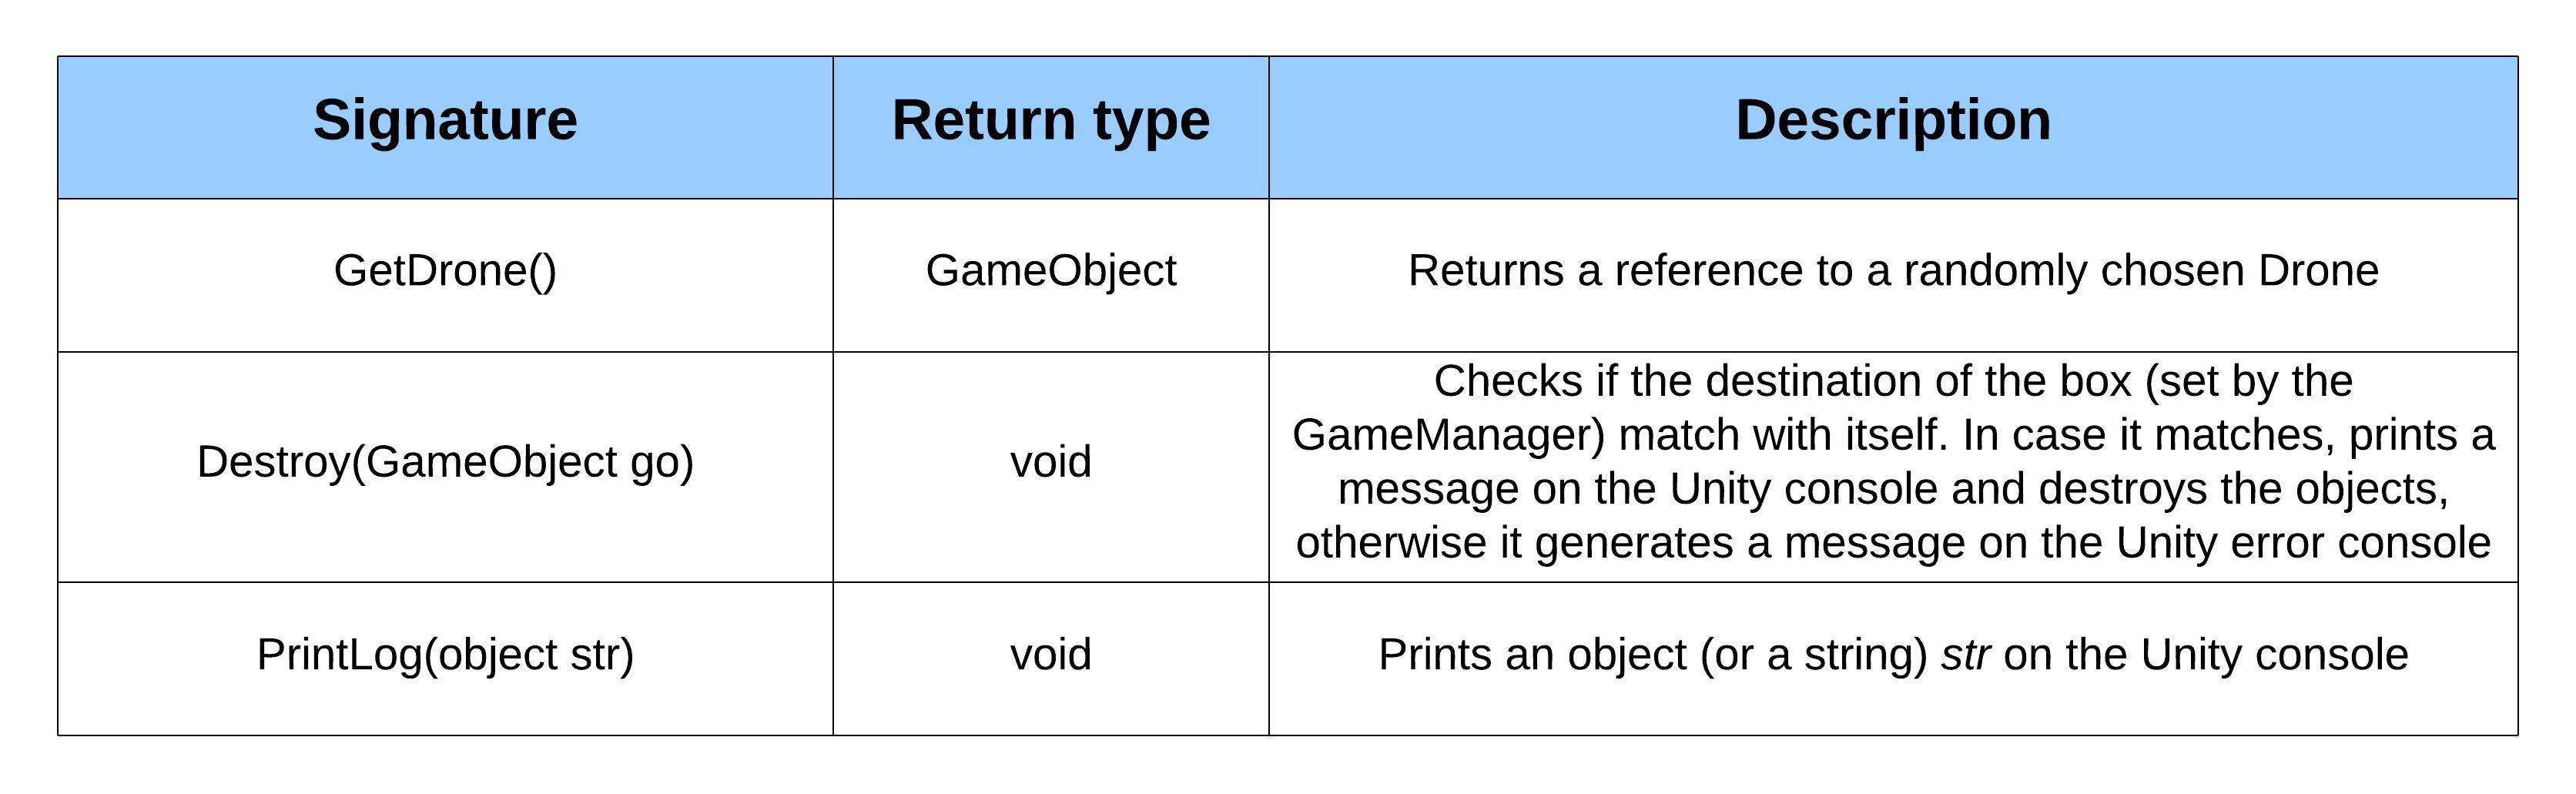 Signature Return type Description
GetDrone() GameObject Returns a reference to a randomly chosen Drone
Checks if the destination of the box (set by the
GameManager) match with itself. In case it matches, prints a
Destroy(GameObject go) void
message on the Unity console and destroys the objects,
otherwise it generates a message on the Unity error console
PrintLog(object str) void Prints an object (or a string) str on the Unity console